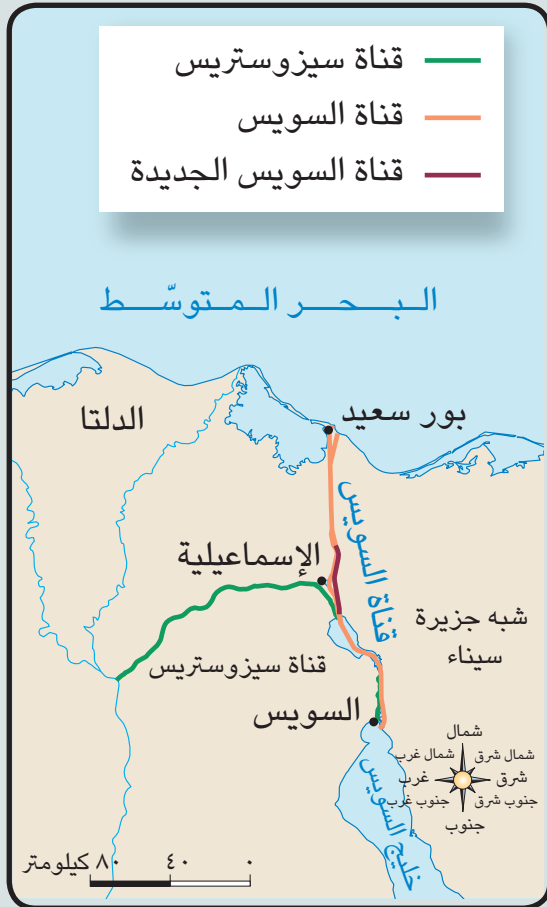 قناة سيزوستريس
قناة السويس
قناة السويس الجديدة
البحر المتوسّط
الدلتا
بور سعيد
قناة السويس
الإسماعيلية
شبه جزيرة
سيناء
قناة سيزوستريس
السويس
شمال
شمال غرب
شمال شرق
غرب
شرق
جنوب غرب
جنوب شرق
جنوب
خليج السويس
٠ ٤٠ ٨٠ كيلومتر